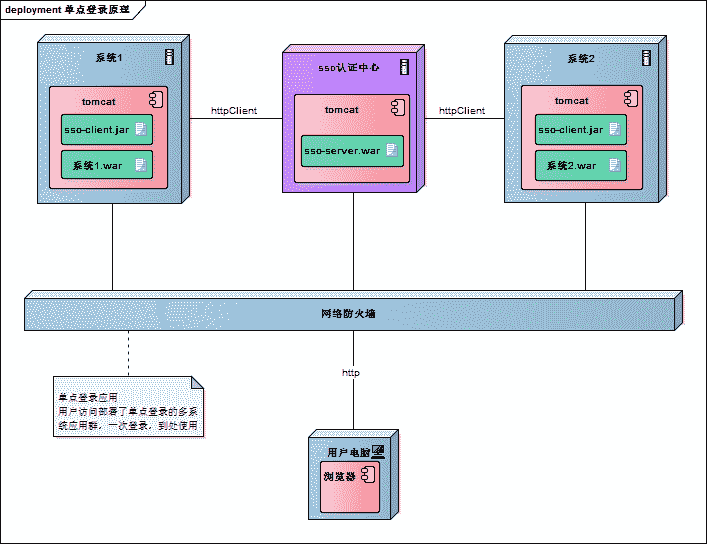 deployment 单点登录原理
系统1
sso认证中心
系统2
tomcat
tomcat
tomcat
httpClient
httpClient
sso-client.jar
系统1.war
sso-server.war
sso-client.jar
系统2.war
网络防火墙
http
单点登录应用
用户访问部署了单点登录的多系
统应用群，一次登录，到处使用
用户电脑
浏览器